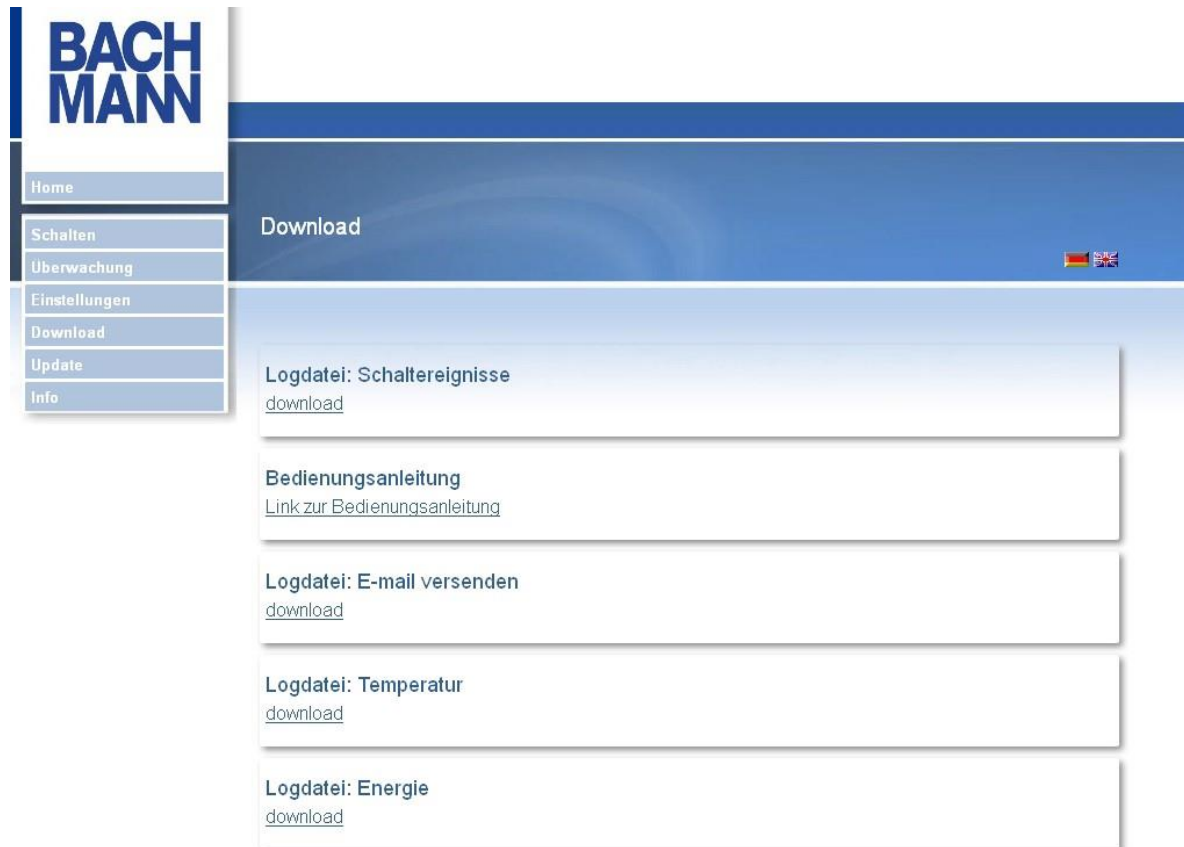 BACH
MANN
Home
Schalten
Überwachung
Einstellungen
Download
Update
Info
Download
Logdatei: Schaltereignisse
download
Bedienungsanleitung
Link zur Bedienungsanleitung
Logdatei: E-mail versenden
download
Logdatei: Temperatur
download
Logdatei: Energie
download